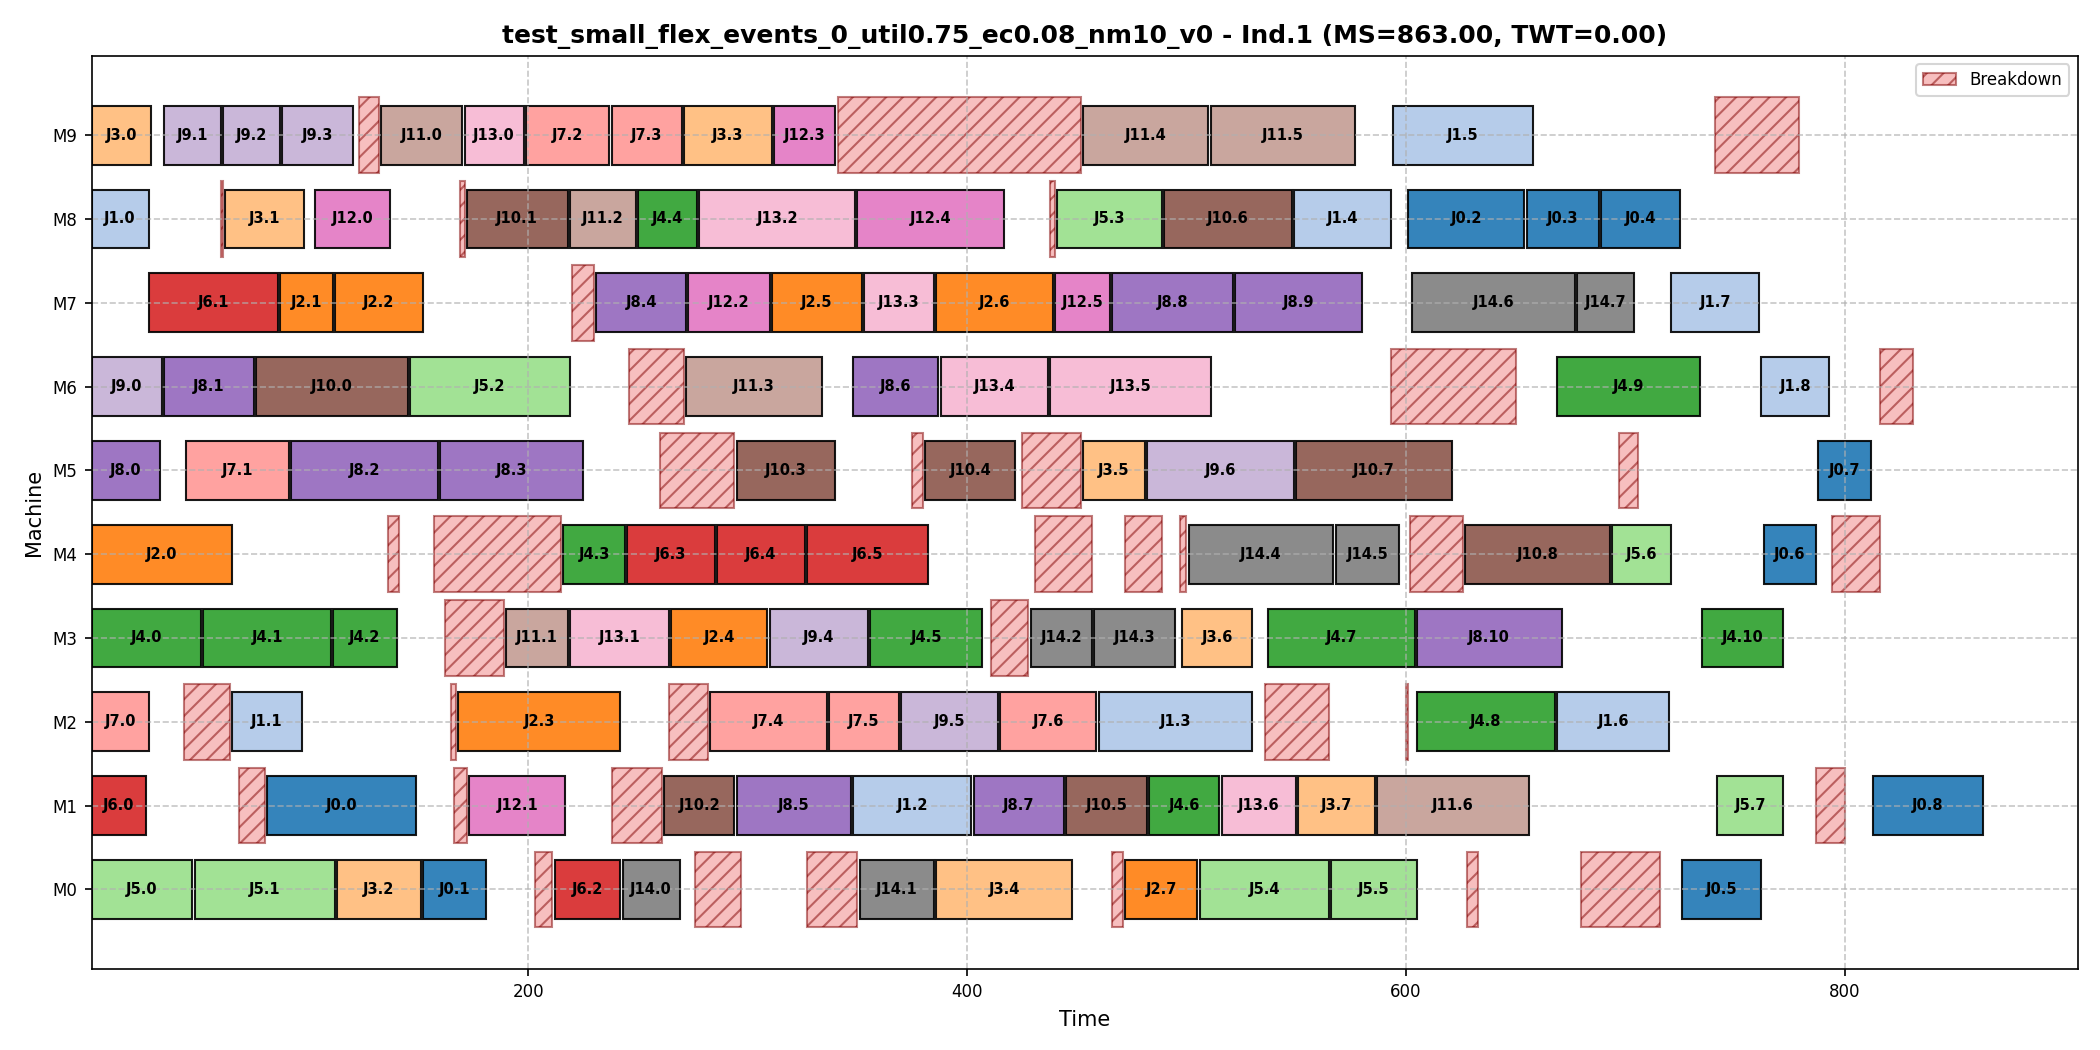 test_small_flex_events_0_util0.75_ec0.08_nm10_v0 - Ind.1 (MS=863.00, TWT=0.00)
Breakdown
M9 J3.0 J9.1 J9.2 J9.3 J11.0 J13.0 J7.2 J7.3 J3.3 J12.3 J11.4 J11.5 J1.5
M8 J1.0 J3.1 J12.0 J10.1 J11.2 J4.4 J13.2 J12.4 J5.3 J10.6 J1.4 J0.2 J0.3 J0.4
M7 J6.1 J2.1 J2.2 J8.4 J12.2 J2.5 J13.3 J2.6 J12.5 J8.8 J8.9 J14.6 J14.7 J1.7
M6 J9.0 J8.1 J10.0 J5.2 J11.3 J8.6 J13.4 J13.5 J4.9 J1.8
M5 J8.0 J7.1 J8.2 J8.3 J10.3 J10.4 J3.5 J9.6 J10.7 J0.7
M4 J2.0 J4.3 J6.3 J6.4 J6.5 J14.4 J14.5 J10.8 J5.6 J0.6
M3 J4.0 J4.1 J4.2 J11.1 J13.1 J2.4 J9.4 J4.5 J14.2 J14.3 J3.6 J4.7 J8.10 J4.10
M2 J7.0 J1.1 J2.3 J7.4 J7.5 J9.5 J7.6 J1.3 J4.8 J1.6
M1 J6.0 J0.0 J12.1 J10.2 J8.5 J1.2 J8.7 J10.5 J4.6 J13.6 J3.7 J11.6 J5.7 J0.8
M0 J5.0 J5.1 J3.2 J0.1 J6.2 J14.0 J14.1 J3.4 J2.7 J5.4 J5.5 J0.5
Machine
200 400 600 800
Time